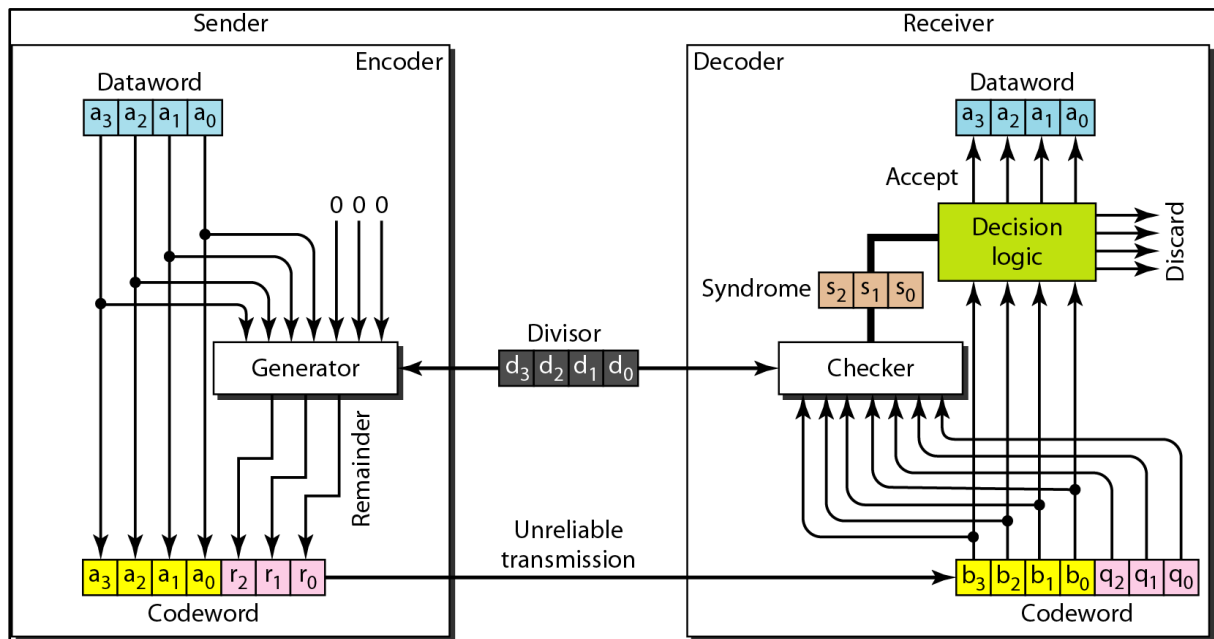 Sender
Receiver
Encoder
Decoder
Dataword
a3 a2 a1 a0
0 0 0
Generator
Remainder
a3 a2 a1 a0 r2 r1 r0
Codeword
Divisor
d3 d2 d1 d0
Unreliable
transmission
Dataword
a3 a2 a1 a0
Accept
Decision
logic
Discard
Syndrome
s2 s1 s0
Checker
b3 b2 b1 b0 q2 q1 q0
Codeword